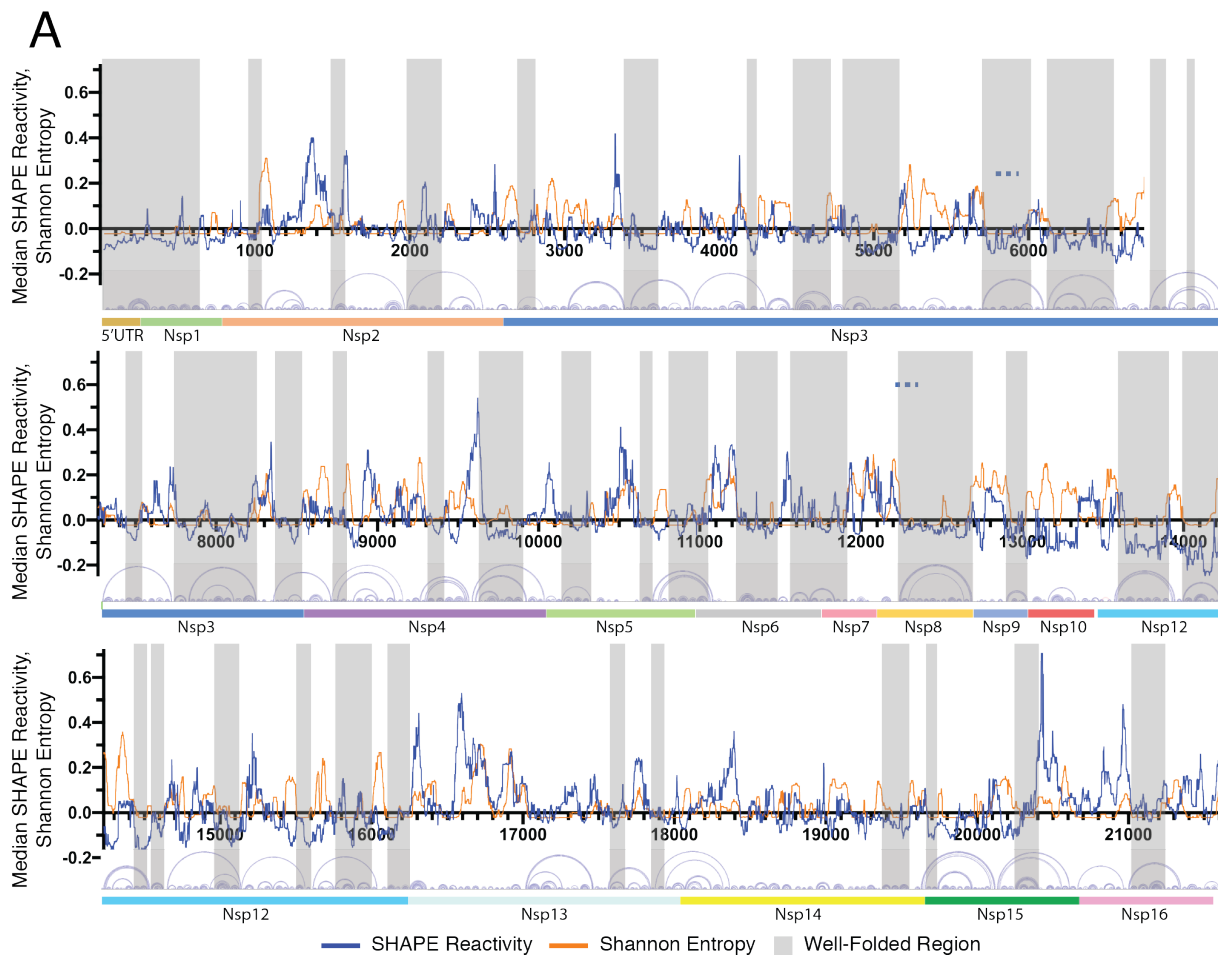 A
Median SHAPE Reactivity,
Shannon Entropy
0.6
0.4
0.2
0.0
-0.2
1000 2000 3000 4000 5000 6000
5'UTR Nsp1 Nsp2 Nsp3
Median SHAPE Reactivity,
Shannon Entropy
0.6
0.4
0.2
0.0
-0.2
8000 9000 10000 11000 12000 13000 14000
Nsp3 Nsp4 Nsp5 Nsp6 Nsp7 Nsp8 Nsp9 Nsp10 Nsp12
Median SHAPE Reactivity,
Shannon Entropy
0.6
0.4
0.2
0.0
-0.2
15000 16000 17000 18000 19000 20000 21000
Nsp12 Nsp13 Nsp14 Nsp15 Nsp16
SHAPE Reactivity Shannon Entropy Well-Folded Region